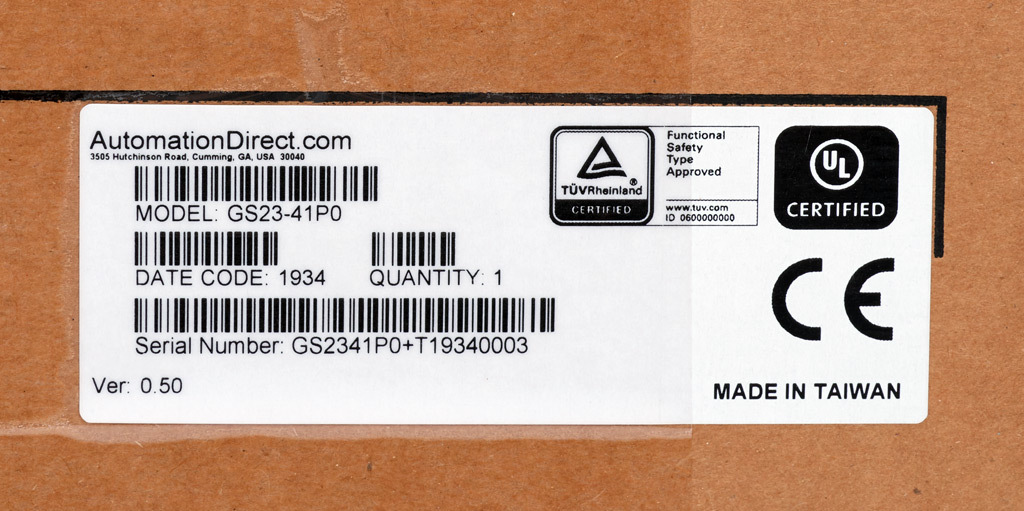 AutomationDirect.com
3505 Hutchinson Road, Cumming, GA, USA 30040
MODEL: GS23-41P0
DATE CODE: 1934 QUANTITY: 1
Serial Number: GS2341P0+T19340003
Ver: 0.50
TÜVRheinland®
CERTIFIED
Functional
Safety
Type
Approved
www.tuv.com
ID 0600000000
UL
CERTIFIED
CE
MADE IN TAIWAN